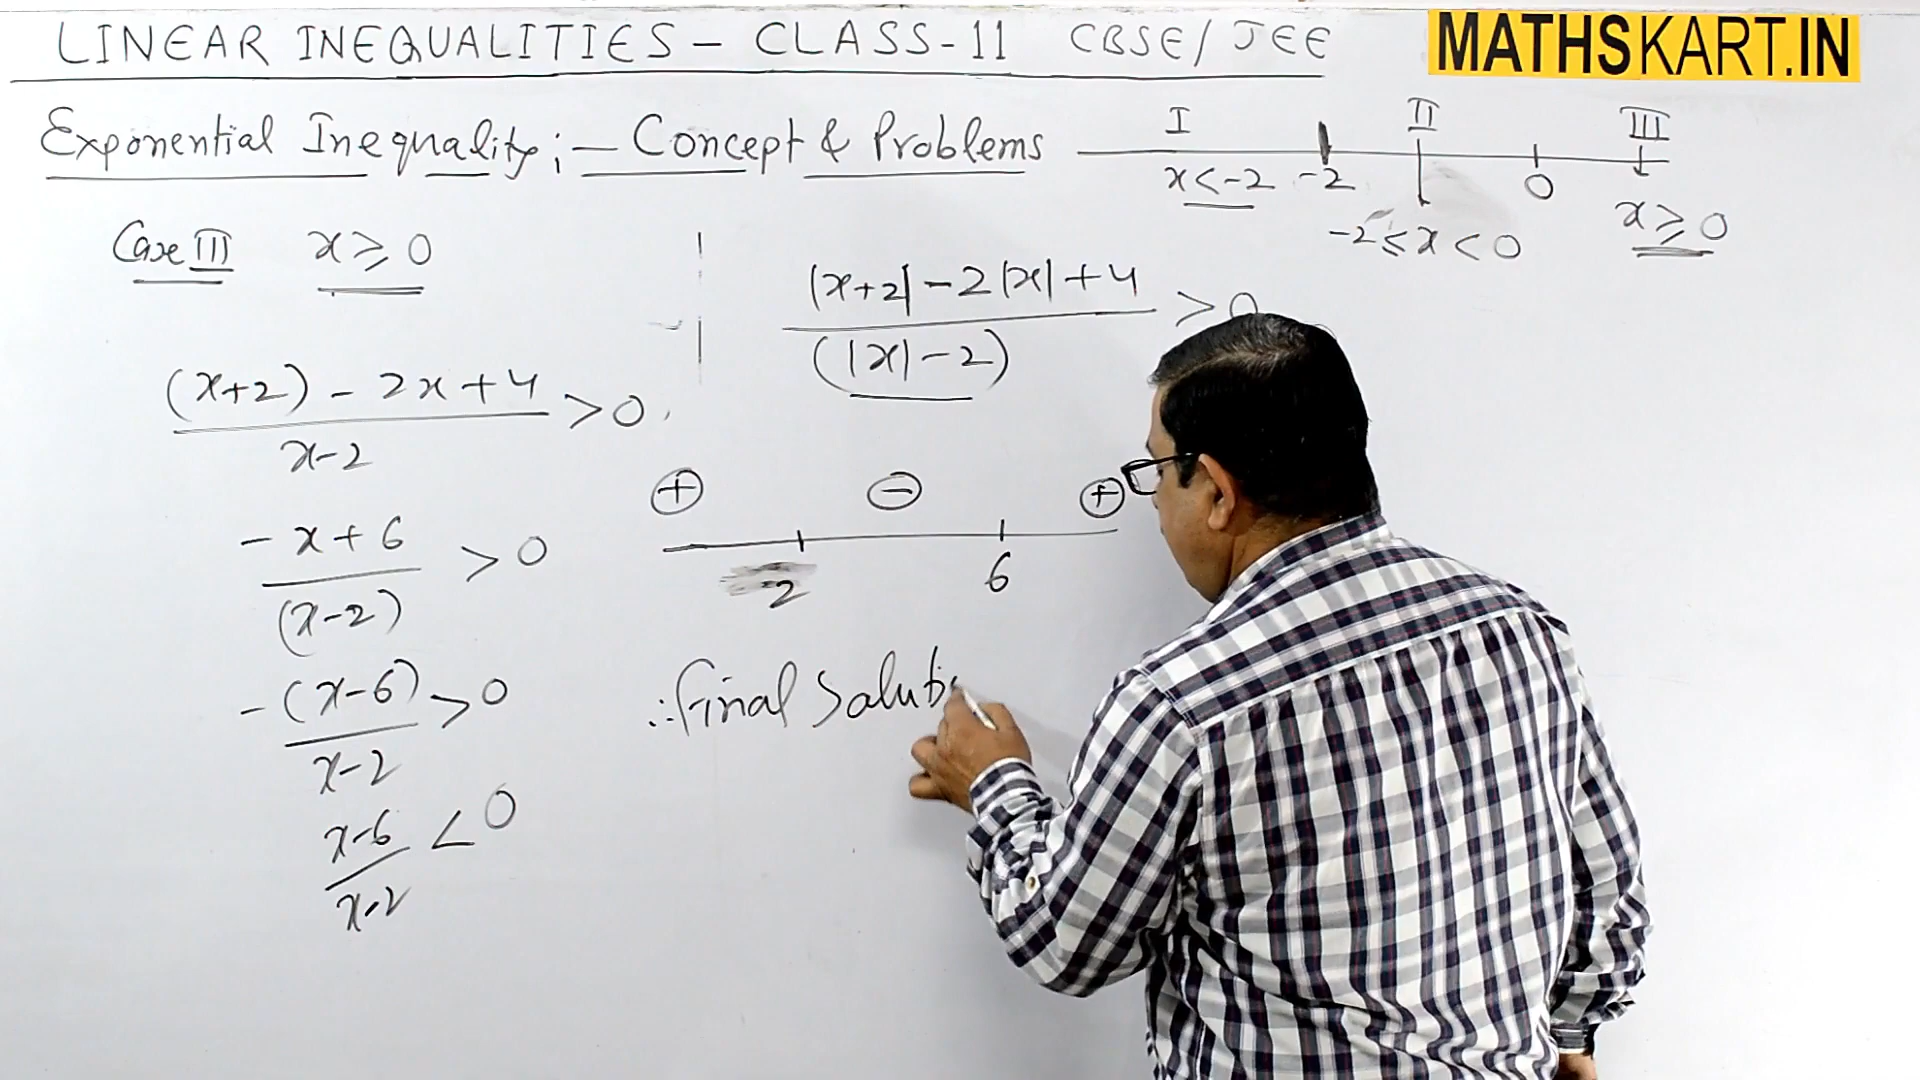 LINEAR INEQUALITIES – CLASS-11 CBSE/JEE
MATHSKART.IN
Exponential Inequality; – Concept & Problems
I II III
x<-2 -2 0
-2≤x<0 x≥0
Case III x≥0
|x+2|-2|x|+4 >0
(|x|-2)
(x+2)-2x+4 >0
x-2
+ - +
2 6
-x+6 >0
(x-2)
-(x-6) >0
x-2
∴ Final Soluti
x-6 <0
x-2